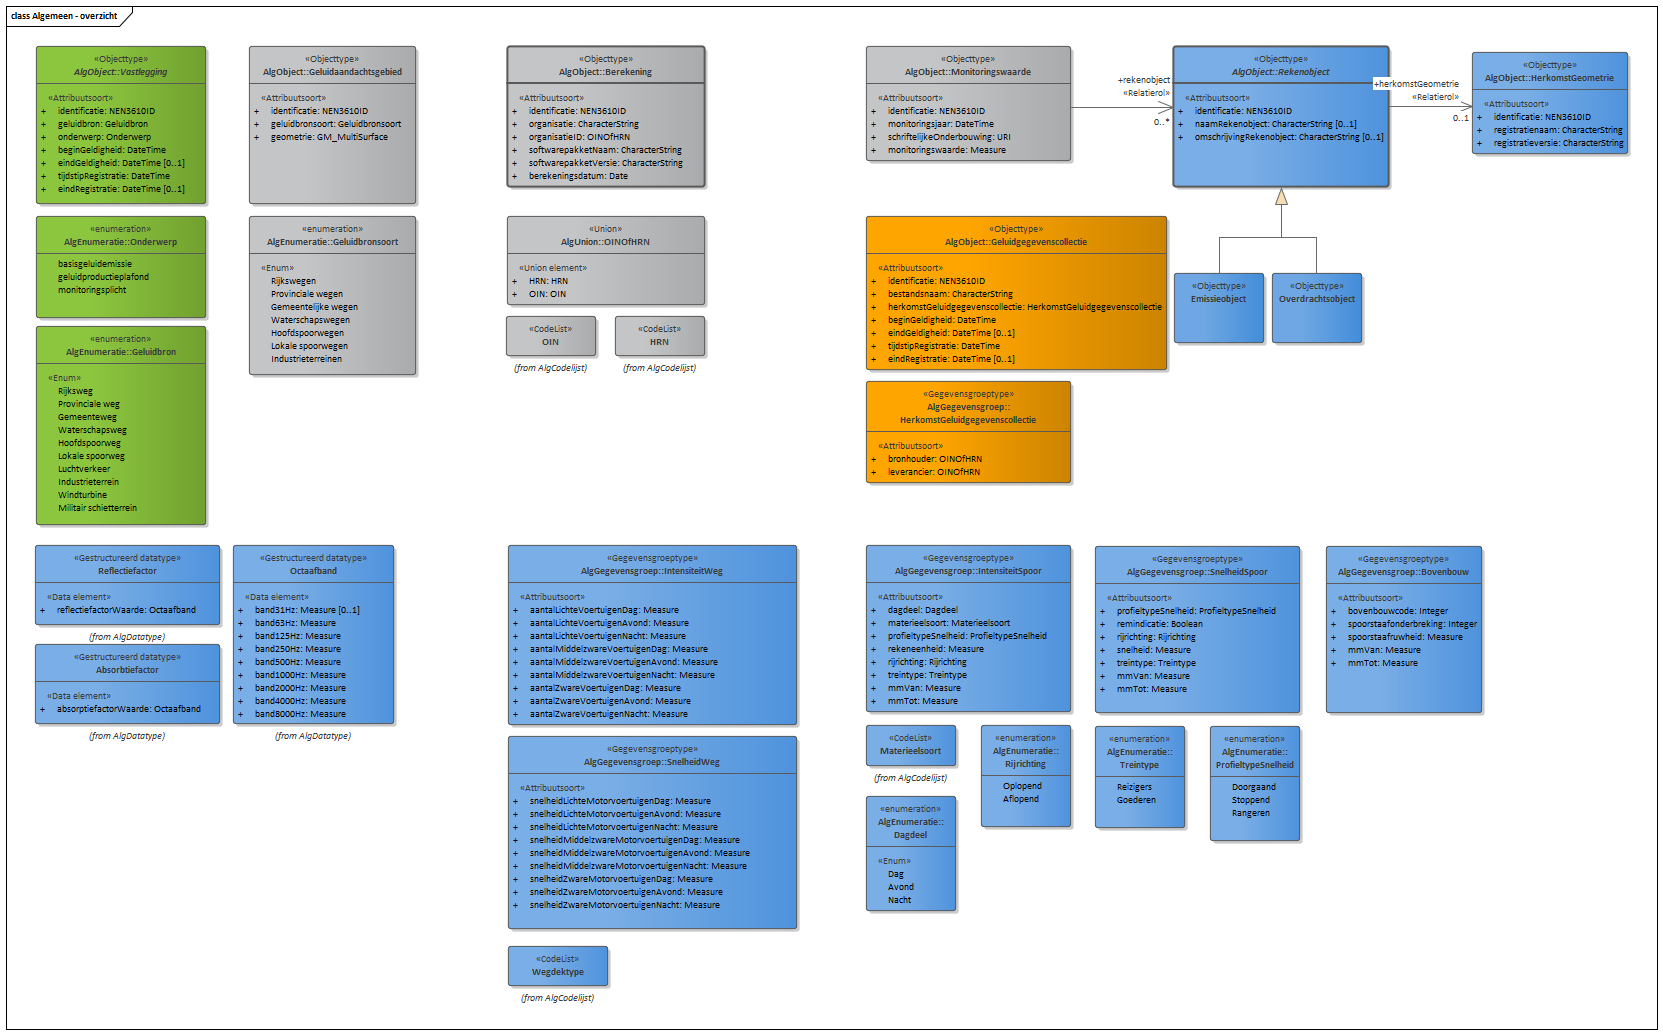 class Algemeen - overzicht
«Objecttype»
AlgObject::Vastlegging
«Attribuutsoort»
+ identificatie: NEN3610ID
+ geluidbron: Geluidbron
+ onderwerp: Onderwerp
+ beginGeldigheid: DateTime
+ eindGeldigheid: DateTime [0..1]
+ tijdstipRegistratie: DateTime
+ eindRegistratie: DateTime [0..1]
«Objecttype»
AlgObject::Geluidaandachtsgebied
«Attribuutsoort»
+ identificatie: NEN3610ID
+ geluidbronsoort: Geluidbronsoort
+ geometrie: GM_MultiSurface
«Objecttype»
AlgObject::Berekening
«Attribuutsoort»
+ identificatie: NEN3610ID
+ organisatie: CharacterString
+ organisatieID: OINOfHRN
+ softwarepakketNaam: CharacterString
+ softwarepakketVersie: CharacterString
+ berekeningsdatum: Date
«Objecttype»
AlgObject::Monitoringswaarde
«Attribuutsoort»
+ identificatie: NEN3610ID
+ monitoringsjaar: DateTime
+ schriftelijkeOnderbouwing: URI
+ monitoringswaarde: Measure
+rekenobject
«Relatierol»
0..*
«Objecttype»
AlgObject::Rekenobject
«Attribuutsoort»
+ identificatie: NEN3610ID
+ naamRekenobject: CharacterString [0..1]
+ omschrijvingRekenobject: CharacterString [0..1]
+herkomstGeometrie
«Relatierol»
0..1
«Objecttype»
AlgObject::HerkomstGeometrie
«Attribuutsoort»
+ identificatie: NEN3610ID
+ registratienaam: CharacterString
+ registratieversie: CharacterString
«enumeration»
AlgEnumeratie::Onderwerp
basisgeluidemissie
geluidproductieplafond
monitoringsplicht
«enumeration»
AlgEnumeratie::Geluidbronsoort
«Enum»
Rijkswegen
Provinciale wegen
Gemeentelijke wegen
Waterschapswegen
Hoofdspoorwegen
Lokale spoorwegen
Industrieterreinen
«Union»
AlgUnion::OINOfHRN
«Union element»
+ HRN: HRN
+ OIN: OIN
«CodeList»
OIN
(from AlgCodelijst)
«CodeList»
HRN
(from AlgCodelijst)
«Objecttype»
AlgObject::Geluidgegevenscollectie
«Attribuutsoort»
+ identificatie: NEN3610ID
+ bestandsnaam: CharacterString
+ herkomstGeluidgegevenscollectie: HerkomstGeluidgegevenscollectie
+ beginGeldigheid: DateTime
+ eindGeldigheid: DateTime [0..1]
+ tijdstipRegistratie: DateTime
+ eindRegistratie: DateTime [0..1]
«Objecttype»
Emissieobject
«Objecttype»
Overdrachtsobject
«enumeration»
AlgEnumeratie::Geluidbron
«Enum»
Rijksweg
Provinciale weg
Gemeenteweg
Waterschapsweg
Hoofdspoorweg
Lokale spoorweg
Luchtverkeer
Industrieterrein
Windturbine
Militair schietterrein
«Gegevensgroeptype»
AlgGegevensgroep::
HerkomstGeluidgegevenscollectie
«Attribuutsoort»
+ bronhouder: OINOfHRN
+ leverancier: OINOfHRN
«Gestructureerd datatype»
Reflectiefactor
«Data element»
+ reflectiefactorWaarde: Octaafband
(from AlgDatatype)
«Gestructureerd datatype»
Absorbtiefactor
«Data element»
+ absorptiefactorWaarde: Octaafband
(from AlgDatatype)
«Gestructureerd datatype»
Octaafband
«Data element»
+ band31Hz: Measure [0..1]
+ band63Hz: Measure
+ band125Hz: Measure
+ band250Hz: Measure
+ band500Hz: Measure
+ band1000Hz: Measure
+ band2000Hz: Measure
+ band4000Hz: Measure
+ band8000Hz: Measure
(from AlgDatatype)
«Gegevensgroeptype»
AlgGegevensgroep::IntensiteitWeg
«Attribuutsoort»
+ aantalLichteVoertuigenDag: Measure
+ aantalLichteVoertuigenAvond: Measure
+ aantalLichteVoertuigenNacht: Measure
+ aantalMiddelzwareVoertuigenDag: Measure
+ aantalMiddelzwareVoertuigenAvond: Measure
+ aantalMiddelzwareVoertuigenNacht: Measure
+ aantalZwareVoertuigenDag: Measure
+ aantalZwareVoertuigenAvond: Measure
+ aantalZwareVoertuigenNacht: Measure
«Gegevensgroeptype»
AlgGegevensgroep::SnelheidWeg
«Attribuutsoort»
+ snelheidLichteMotorvoertuigenDag: Measure
+ snelheidLichteMotorvoertuigenAvond: Measure
+ snelheidLichteMotorvoertuigenNacht: Measure
+ snelheidMiddelzwareMotorvoertuigenDag: Measure
+ snelheidMiddelzwareMotorvoertuigenAvond: Measure
+ snelheidMiddelzwareMotorvoertuigenNacht: Measure
+ snelheidZwareMotorvoertuigenDag: Measure
+ snelheidZwareMotorvoertuigenAvond: Measure
+ snelheidZwareMotorvoertuigenNacht: Measure
«CodeList»
Wegdektype
(from AlgCodelijst)
«Gegevensgroeptype»
AlgGegevensgroep::IntensiteitSpoor
«Attribuutsoort»
+ dagdeel: Dagdeel
+ materieelsoort: Materieelsoort
+ profieltypeSnelheid: ProfieltypeSnelheid
+ rekeneenheid: Measure
+ rijrichting: Rijrichting
+ treintype: Treintype
+ mmVan: Measure
+ mmTot: Measure
«Gegevensgroeptype»
AlgGegevensgroep::SnelheidSpoor
«Attribuutsoort»
+ profieltypeSnelheid: ProfieltypeSnelheid
+ remindicatie: Boolean
+ rijrichting: Rijrichting
+ snelheid: Measure
+ treintype: Treintype
+ mmVan: Measure
+ mmTot: Measure
«Gegevensgroeptype»
AlgGegevensgroep::Bovenbouw
«Attribuutsoort»
+ bovenbouwcode: Integer
+ spoorstaafonderbreking: Integer
+ spoorstaafruwheid: Measure
+ mmVan: Measure
+ mmTot: Measure
«CodeList»
Materieelsoort
(from AlgCodelijst)
«enumeration»
AlgEnumeratie::
Rijrichting
Oplopend
Aflopend
«enumeration»
AlgEnumeratie::
Treintype
Reizigers
Goederen
«enumeration»
AlgEnumeratie::
ProfieltypeSnelheid
Doorgaand
Stoppend
Rangeren
«enumeration»
AlgEnumeratie::
Dagdeel
«Enum»
Dag
Avond
Nacht